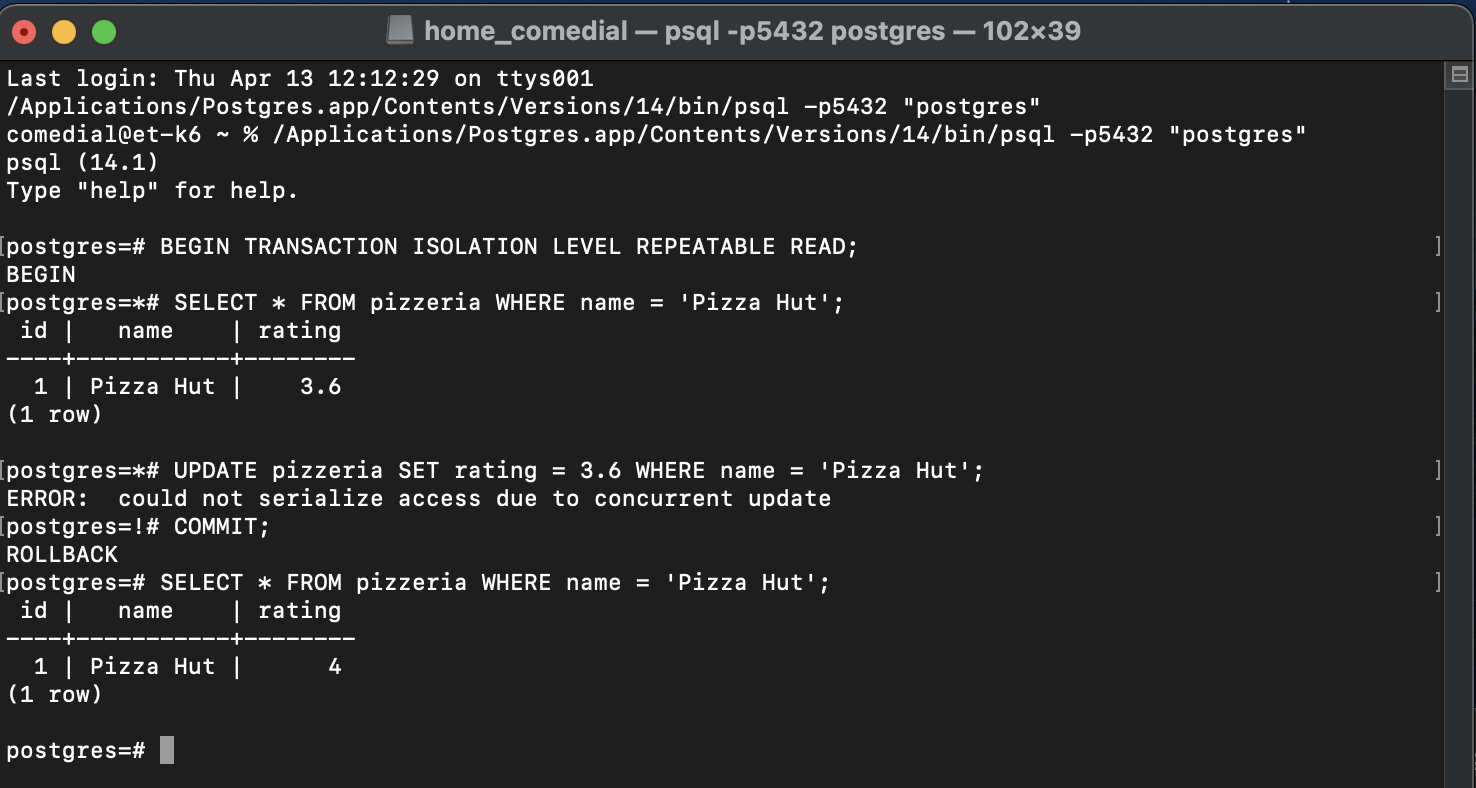 home_comedial — psql -p5432 postgres — 102×39
Last login: Thu Apr 13 12:12:29 on ttys001
/Applications/Postgres.app/Contents/Versions/14/bin/psql -p5432 "postgres"
comedial@et-k6 ~ % /Applications/Postgres.app/Contents/Versions/14/bin/psql -p5432 "postgres"
psql (14.1)
Type "help" for help.
[postgres=# BEGIN TRANSACTION ISOLATION LEVEL REPEATABLE READ; ]
BEGIN
[postgres=*# SELECT * FROM pizzeria WHERE name = 'Pizza Hut'; ]
 id |   name    | rating
----+-----------+--------
  1 | Pizza Hut |    3.6
(1 row)
[postgres=*# UPDATE pizzeria SET rating = 3.6 WHERE name = 'Pizza Hut'; ]
ERROR:  could not serialize access due to concurrent update
[postgres=!# COMMIT; ]
ROLLBACK
[postgres=# SELECT * FROM pizzeria WHERE name = 'Pizza Hut'; ]
 id |   name    | rating
----+-----------+--------
  1 | Pizza Hut |      4
(1 row)
postgres=#